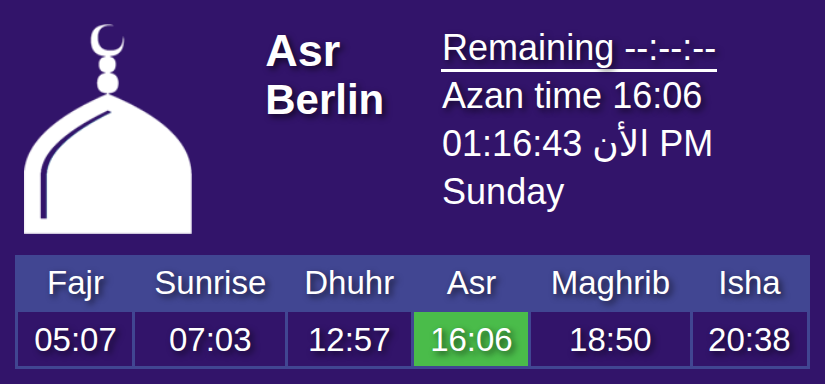 Asr
Berlin
Remaining --:--:--
Azan time 16:06
01:16:43 الأن PM
Sunday
Fajr Sunrise Dhuhr Asr Maghrib Isha
05:07 07:03 12:57 16:06 18:50 20:38